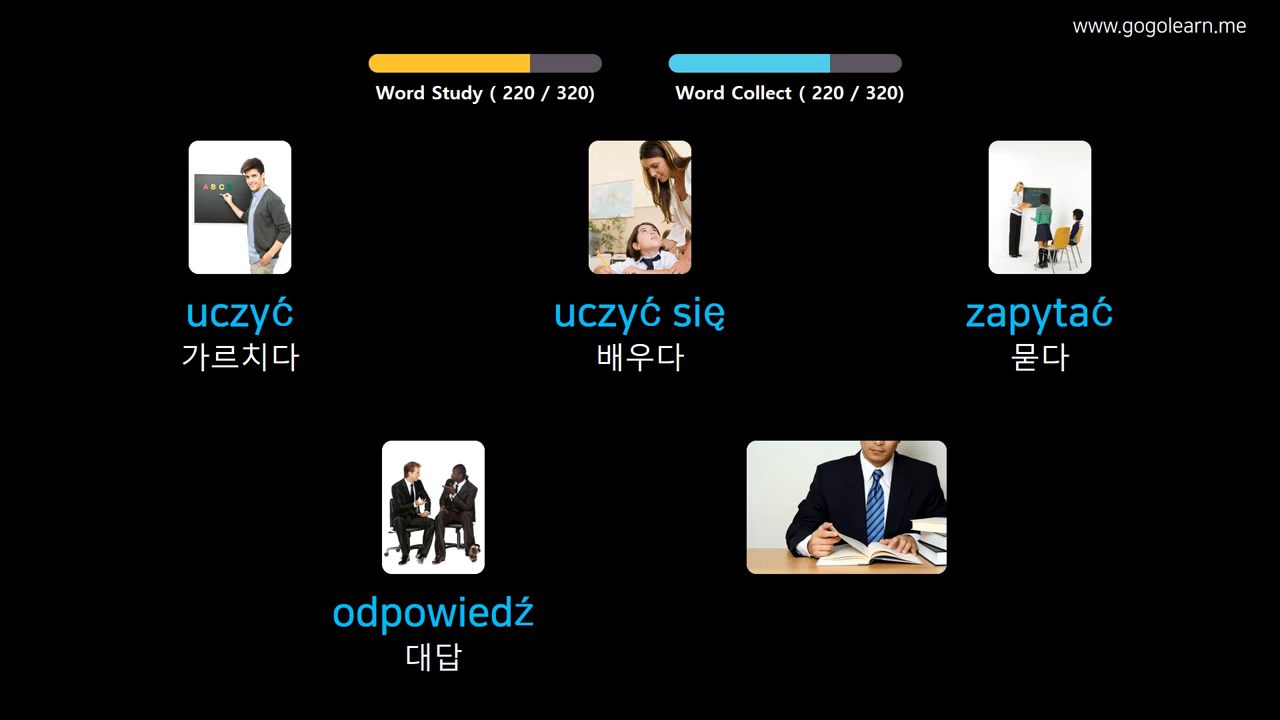 www.gogolearn.me
Word Study ( 220 / 320)
Word Collect ( 220 / 320)
A B C
uczyć
가르치다
uczyć się
배우다
zapytać
묻다
odpowiedź
대답